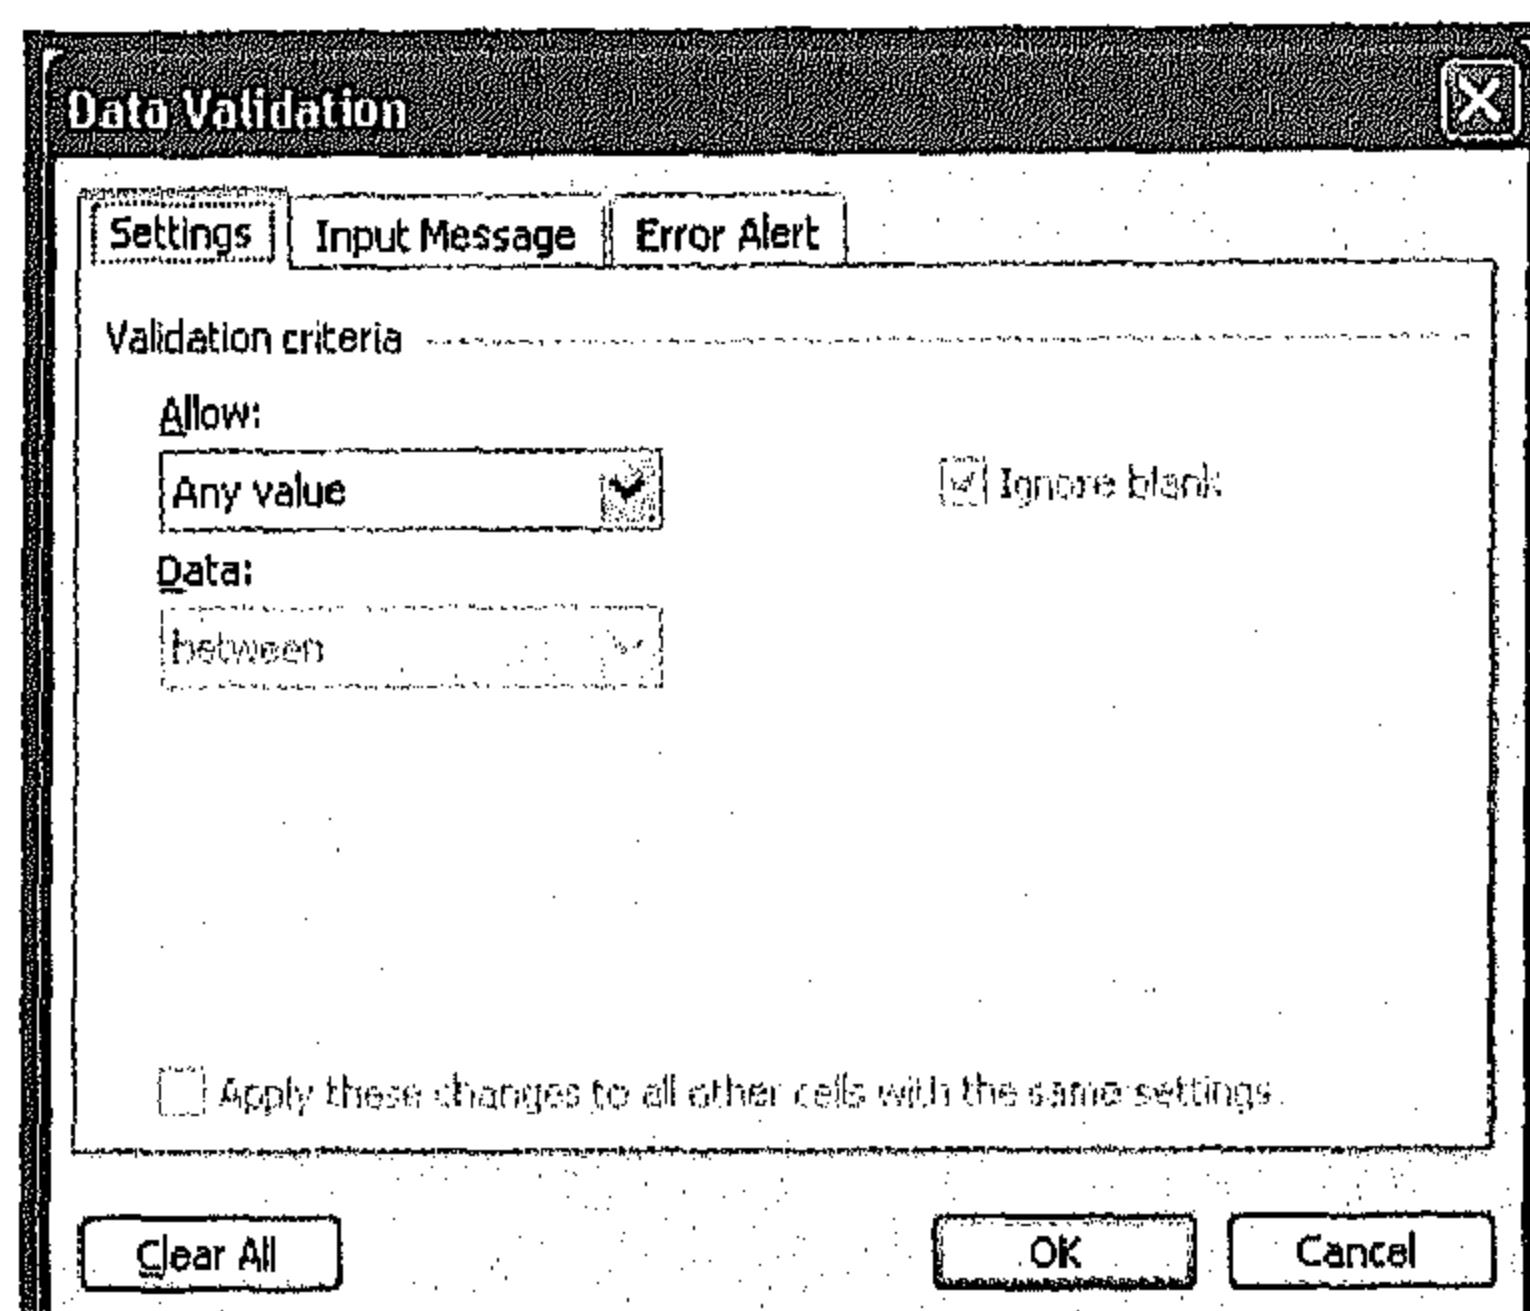 Data Validation
Settings Input Message Error Alert
Validation criteria
Allow:
Any value Ignore blank
Data:
between
Apply these changes to all other cells with the same settings
Clear All OK Cancel